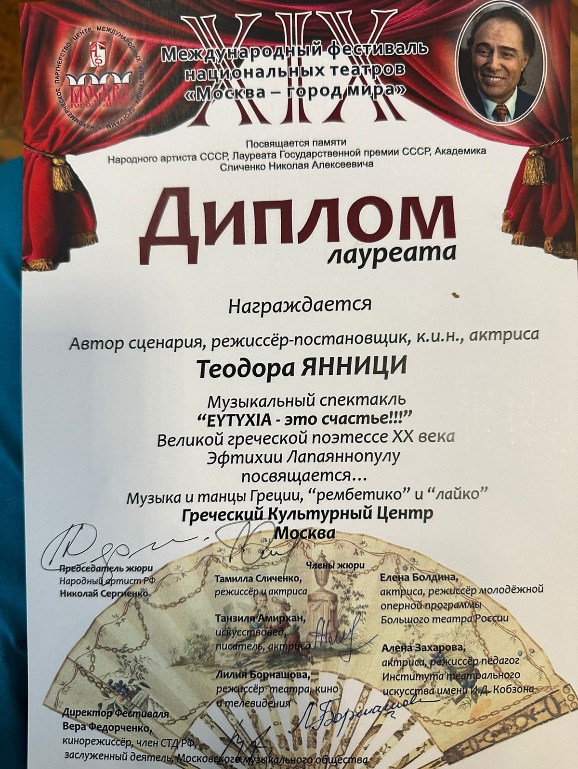 XIX
Международный фестиваль
национальных театров
«Москва – город мира»
Посвящается памяти
Народного артиста СССР, Лауреата Государственной премии СССР, Академика
Сличенко Николая Алексеевича
Диплом
лауреата
Награждается
Автор сценария, режиссёр-постановщик, к.и.н., актриса
Теодора ЯННИЦИ
Музыкальный спектакль
“EYTYXIA - это счастье!!!”
Великой греческой поэтессе XX века
Эфтихии Лапаяннопулу
посвящается...
Музыка и танцы Греции, “рембетико” и “лайко”
Греческий Культурный Центр
Москва
Председатель жюри
Народный артист РФ
Николай Сергиенко
Члены жюри
Тамилла Сличенко,
режиссёр и актриса
Танзиля Амирхан,
искусствовед,
писатель, актриса
Лилия Борнашова,
режиссёр театра, кино
и телевидения
Елена Болдина,
актриса, режиссёр молодёжной
оперной программы
Большого театра России
Алена Захарова,
актриса, режиссёр педагог
Института театрального
искусства имени И.Д. Кобзона
Директор Фестиваля
Вера Федорченко,
кинорежиссёр, член СТД РФ,
заслуженный деятель, Московского музыкального общества